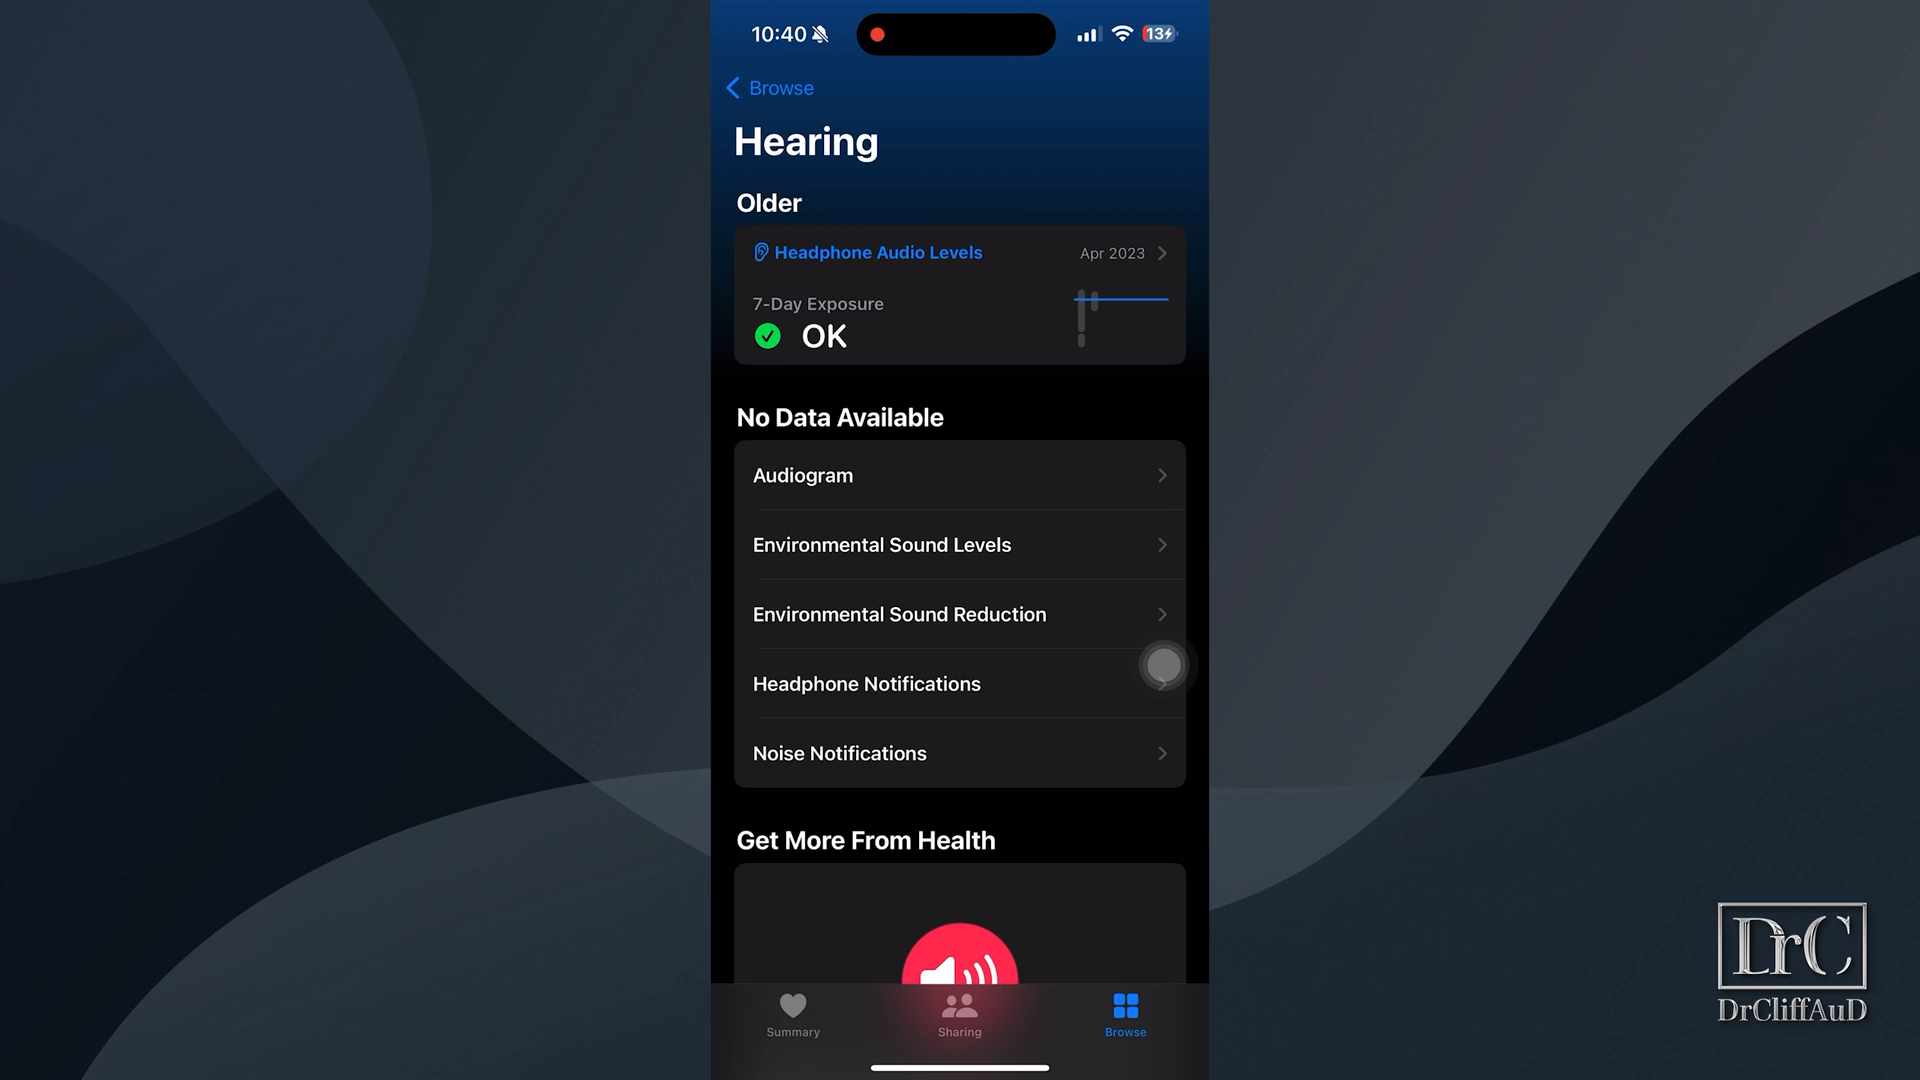 10:40
13
Browse
Hearing
Older
Headphone Audio Levels
Apr 2023
7-Day Exposure
OK
No Data Available
Audiogram
Environmental Sound Levels
Environmental Sound Reduction
Headphone Notifications
Noise Notifications
Get More From Health
Summary
Sharing
Browse
DrC
DrCliffAuD